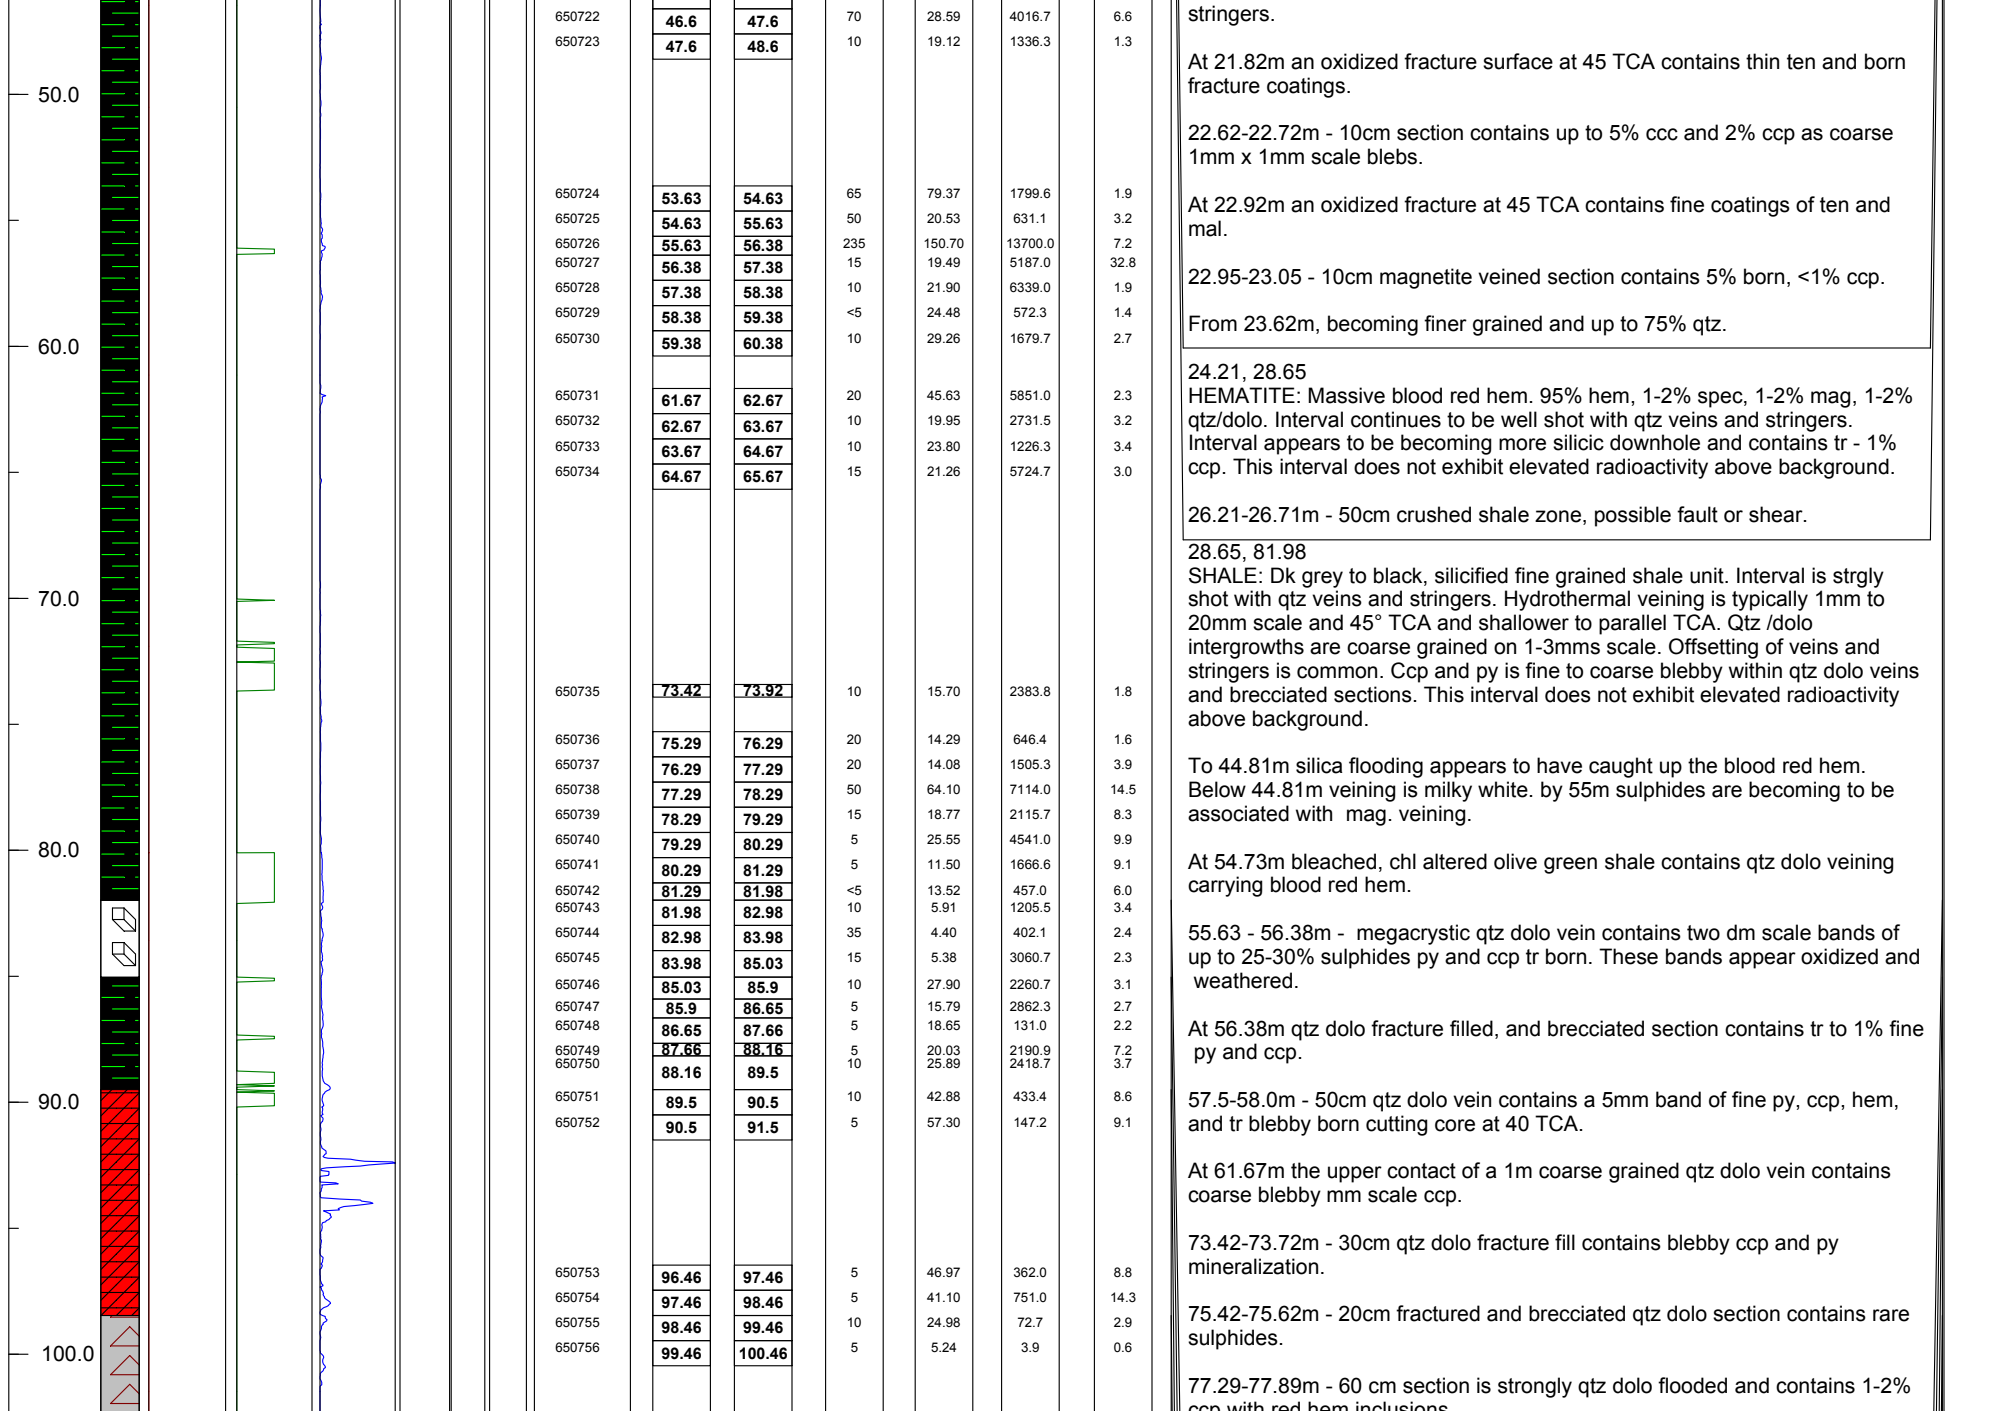 650722 46.6 47.6 70 28.59 4016.7 6.6
650723 47.6 48.6 10 19.12 1336.3 1.3
50.0
650724 53.63 54.63 65 79.37 1799.6 1.9
650725 54.63 55.63 50 20.53 631.1 3.2
650726 55.63 56.38 235 150.70 13700.0 7.2
650727 56.38 57.38 15 19.49 5187.0 32.8
650728 57.38 58.38 10 21.90 6339.0 1.9
650729 58.38 59.38 <5 24.48 572.3 1.4
650730 59.38 60.38 10 29.26 1679.7 2.7
60.0
650731 61.67 62.67 20 45.63 5851.0 2.3
650732 62.67 63.67 10 19.95 2731.5 3.2
650733 63.67 64.67 10 23.80 1226.3 3.4
650734 64.67 65.67 15 21.26 5724.7 3.0
70.0
650735 73.42 73.92 10 15.70 2383.8 1.8
650736 75.29 76.29 20 14.29 646.4 1.6
650737 76.29 77.29 20 14.08 1505.3 3.9
650738 77.29 78.29 50 64.10 7114.0 14.5
650739 78.29 79.29 15 18.77 2115.7 8.3
650740 79.29 80.29 5 25.55 4541.0 9.9
80.0
650741 80.29 81.29 5 11.50 1666.6 9.1
650742 81.29 81.98 <5 13.52 457.0 6.0
650743 81.98 82.98 10 5.91 1205.5 3.4
650744 82.98 83.98 35 4.40 402.1 2.4
650745 83.98 85.03 15 5.38 3060.7 2.3
650746 85.03 85.9 10 27.90 2260.7 3.1
650747 85.9 86.65 5 15.79 2862.3 2.7
650748 86.65 87.66 5 18.65 131.0 2.2
650749 87.66 88.16 5 20.03 2190.9 7.2
650750 88.16 89.5 10 25.89 2418.7 3.7
650751 89.5 90.5 10 42.88 433.4 8.6
90.0
650752 90.5 91.5 5 57.30 147.2 9.1
650753 96.46 97.46 5 46.97 362.0 8.8
650754 97.46 98.46 5 41.10 751.0 14.3
650755 98.46 99.46 10 24.98 72.7 2.9
650756 99.46 100.46 5 5.24 3.9 0.6
100.0
stringers.
At 21.82m an oxidized fracture surface at 45 TCA contains thin ten and born
fracture coatings.
22.62-22.72m - 10cm section contains up to 5% ccc and 2% ccp as coarse
1mm x 1mm scale blebs.
At 22.92m an oxidized fracture at 45 TCA contains fine coatings of ten and
mal.
22.95-23.05 - 10cm magnetite veined section contains 5% born, <1% ccp.
From 23.62m, becoming finer grained and up to 75% qtz.
24.21, 28.65
HEMATITE: Massive blood red hem. 95% hem, 1-2% spec, 1-2% mag, 1-2%
qtz/dolo. Interval continues to be well shot with qtz veins and stringers.
Interval appears to be becoming more silicic downhole and contains tr - 1%
ccp. This interval does not exhibit elevated radioactivity above background.
26.21-26.71m - 50cm crushed shale zone, possible fault or shear.
28.65, 81.98
SHALE: Dk grey to black, silicified fine grained shale unit. Interval is strgly
shot with qtz veins and stringers. Hydrothermal veining is typically 1mm to
20mm scale and 45° TCA and shallower to parallel TCA. Qtz /dolo
intergrowths are coarse grained on 1-3mms scale. Offsetting of veins and
stringers is common. Ccp and py is fine to coarse blebby within qtz dolo veins
and brecciated sections. This interval does not exhibit elevated radioactivity
above background.
To 44.81m silica flooding appears to have caught up the blood red hem.
Below 44.81m veining is milky white. by 55m sulphides are becoming to be
associated with mag. veining.
At 54.73m bleached, chl altered olive green shale contains qtz dolo veining
carrying blood red hem.
55.63 - 56.38m - megacrystic qtz dolo vein contains two dm scale bands of
up to 25-30% sulphides py and ccp tr born. These bands appear oxidized and
weathered.
At 56.38m qtz dolo fracture filled, and brecciated section contains tr to 1% fine
py and ccp.
57.5-58.0m - 50cm qtz dolo vein contains a 5mm band of fine py, ccp, hem,
and tr blebby born cutting core at 40 TCA.
At 61.67m the upper contact of a 1m coarse grained qtz dolo vein contains
coarse blebby mm scale ccp.
73.42-73.72m - 30cm qtz dolo fracture fill contains blebby ccp and py
mineralization.
75.42-75.62m - 20cm fractured and brecciated qtz dolo section contains rare
sulphides.
77.29-77.89m - 60 cm section is strongly qtz dolo flooded and contains 1-2%
ccp with red hem inclusions